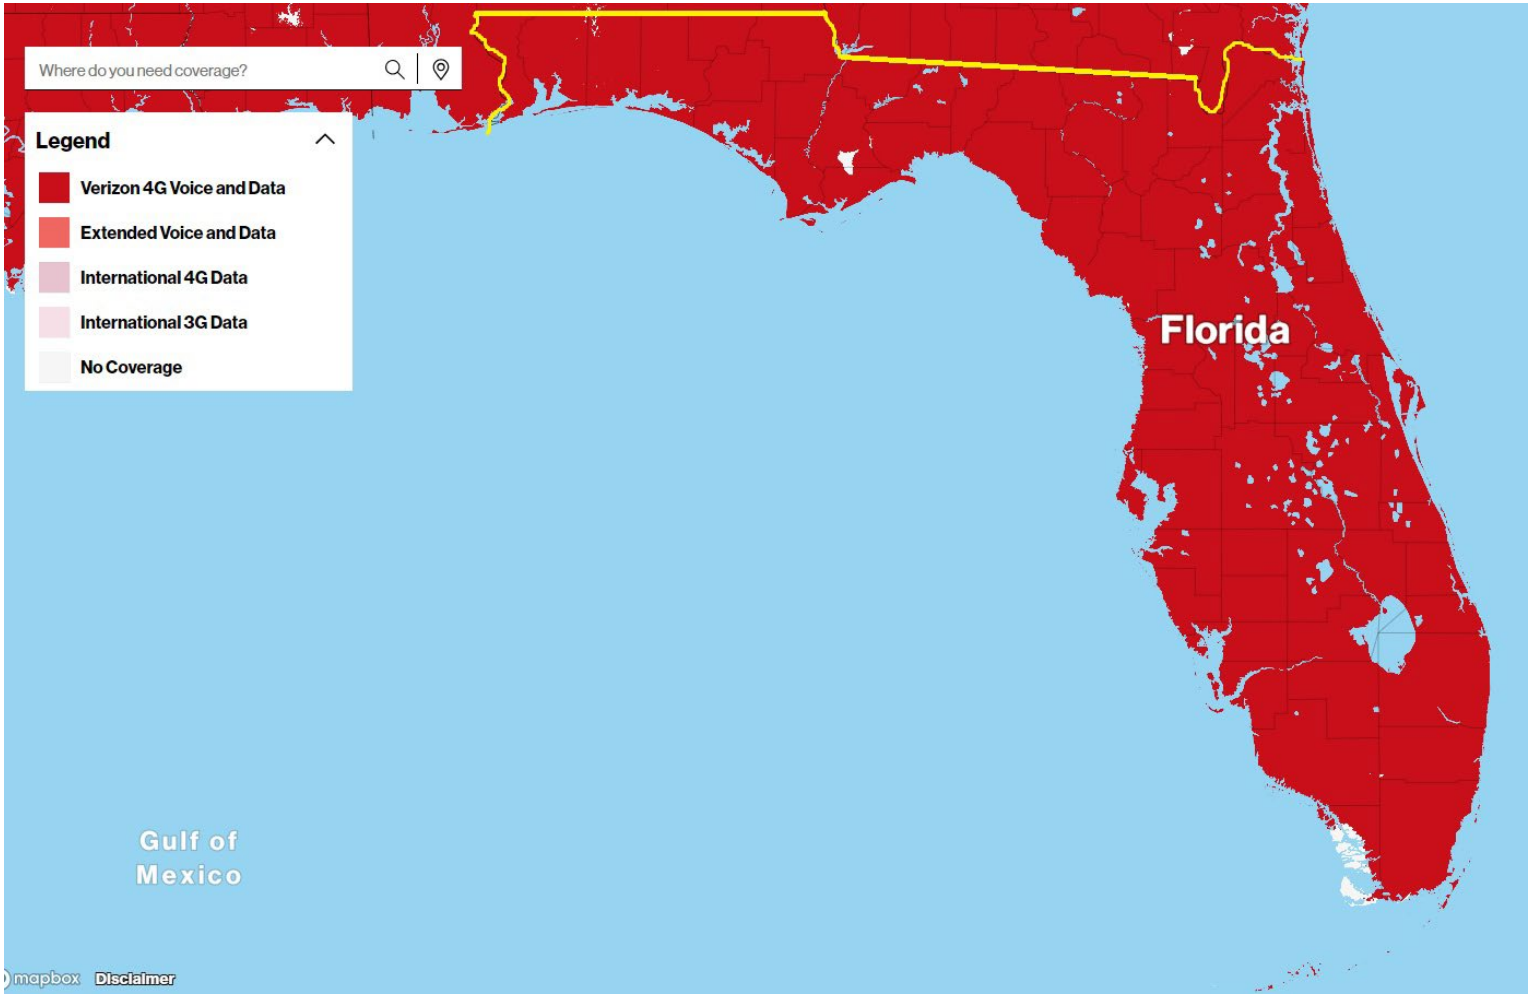 Where do you need coverage?
Legend
Verizon 4G Voice and Data
Extended Voice and Data
International 4G Data
International 3G Data
No Coverage
Florida
Gulf of
Mexico
mapbox Disclaimer